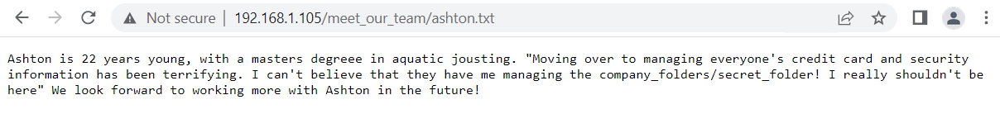 Not secure | 192.168.1.105/meet_our_team/ashton.txt
Ashton is 22 years young, with a masters degreee in aquatic jousting. "Moving over to managing everyone's credit card and security
information has been terrifying. I can't believe that they have me managing the company_folders/secret_folder! I really shouldn't be
here" We look forward to working more with Ashton in the future!